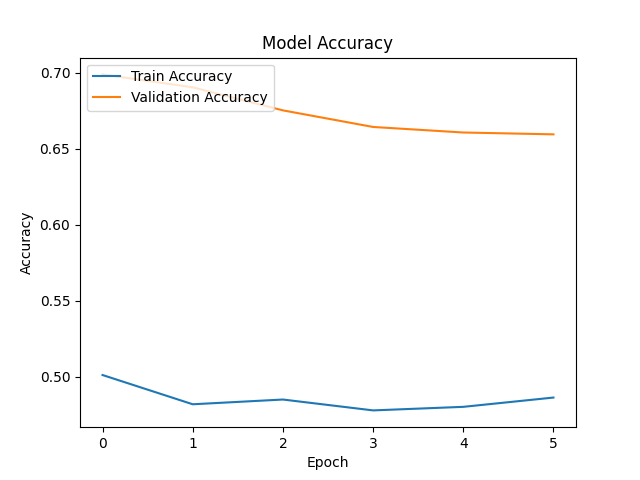 Model Accuracy
Train Accuracy
Validation Accuracy
0.70
0.65
0.60
0.55
0.50
Accuracy
0 1 2 3 4 5
Epoch